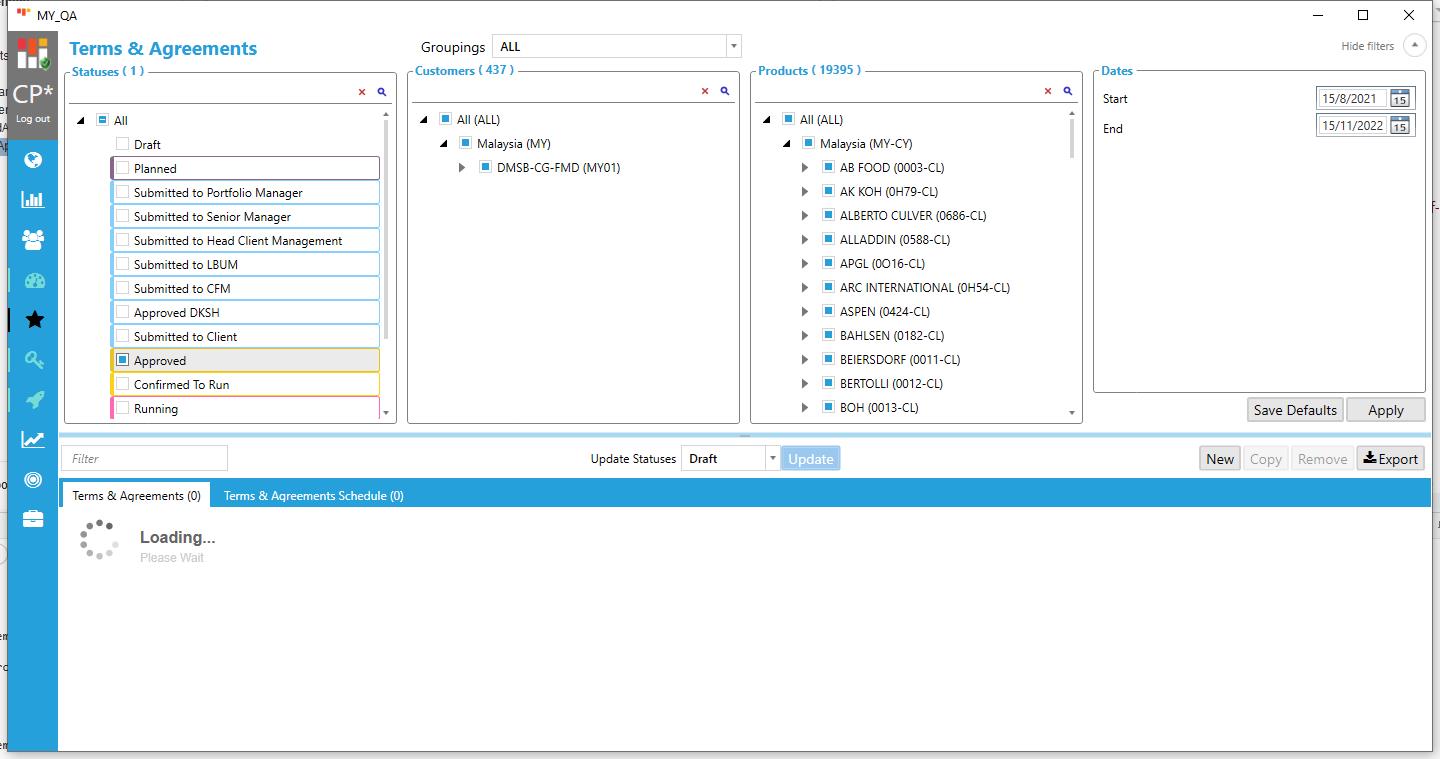 MY_QA
Terms & Agreements
Groupings
ALL
Hide filters
CP*
Log out
Statuses ( 1 )
All
Draft
Planned
Submitted to Portfolio Manager
Submitted to Senior Manager
Submitted to Head Client Management
Submitted to LBUM
Submitted to CFM
Approved DKSH
Submitted to Client
Approved
Confirmed To Run
Running
Customers ( 437 )
All (ALL)
Malaysia (MY)
DMSB-CG-FMD (MY01)
Products ( 19395 )
All (ALL)
Malaysia (MY-CY)
AB FOOD (0003-CL)
AK KOH (0H79-CL)
ALBERTO CULVER (0686-CL)
ALLADDIN (0588-CL)
APGL (0O16-CL)
ARC INTERNATIONAL (0H54-CL)
ASPEN (0424-CL)
BAHLSEN (0182-CL)
BEIERSDORF (0011-CL)
BERTOLLI (0012-CL)
BOH (0013-CL)
Dates
Start
15/8/2021
15
End
15/11/2022
15
Save Defaults
Apply
Filter
Update Statuses
Draft
Update
New
Copy
Remove
Export
Terms & Agreements (0)
Terms & Agreements Schedule (0)
Loading...
Please Wait